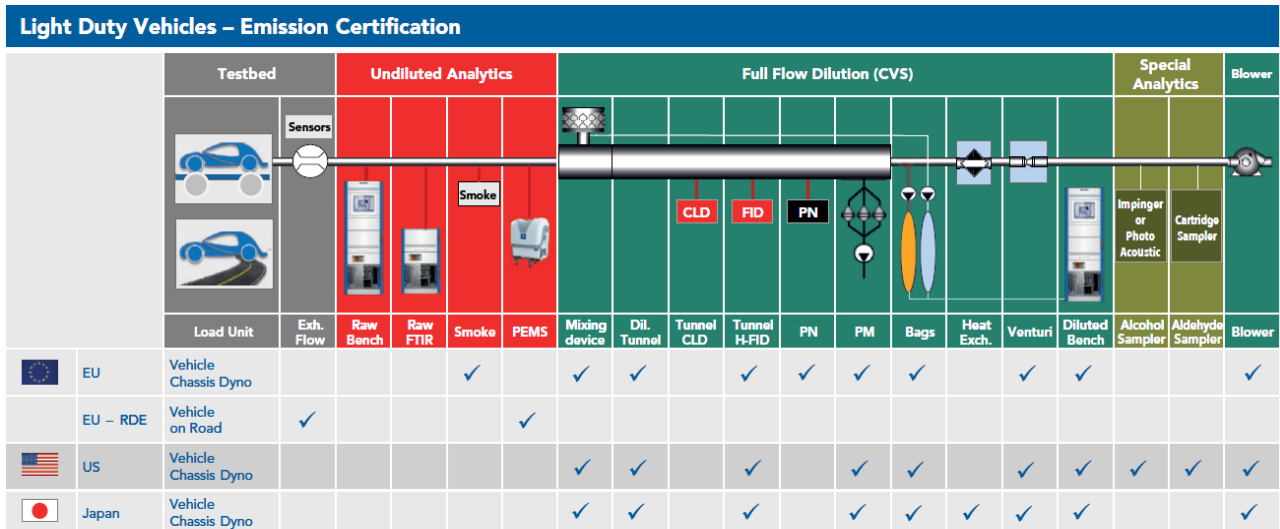 Light Duty Vehicles – Emission Certification
Testbed
Undiluted Analytics
Full Flow Dilution (CVS)
Special
Analytics
Blower
Sensors
Smoke
CLD
FID
PN
Impinger
or
Photo
Acoustic
Cartridge
Sampler
Load Unit
Exh.
Flow
Raw
Bench
Raw
FTIR
Smoke
PEMS
Mixing
device
Dil.
Tunnel
Tunnel
CLD
Tunnel
H-FID
PN
PM
Bags
Heat
Exch.
Venturi
Diluted
Bench
Alcohol
Sampler
Aldehyde
Sampler
Blower
EU
Vehicle
Chassis Dyno
✓ ✓ ✓ ✓ ✓ ✓ ✓ ✓ ✓ ✓
EU – RDE
Vehicle
on Road
✓ ✓
US
Vehicle
Chassis Dyno
✓ ✓ ✓ ✓ ✓ ✓ ✓ ✓ ✓ ✓
Japan
Vehicle
Chassis Dyno
✓ ✓ ✓ ✓ ✓ ✓ ✓ ✓ ✓